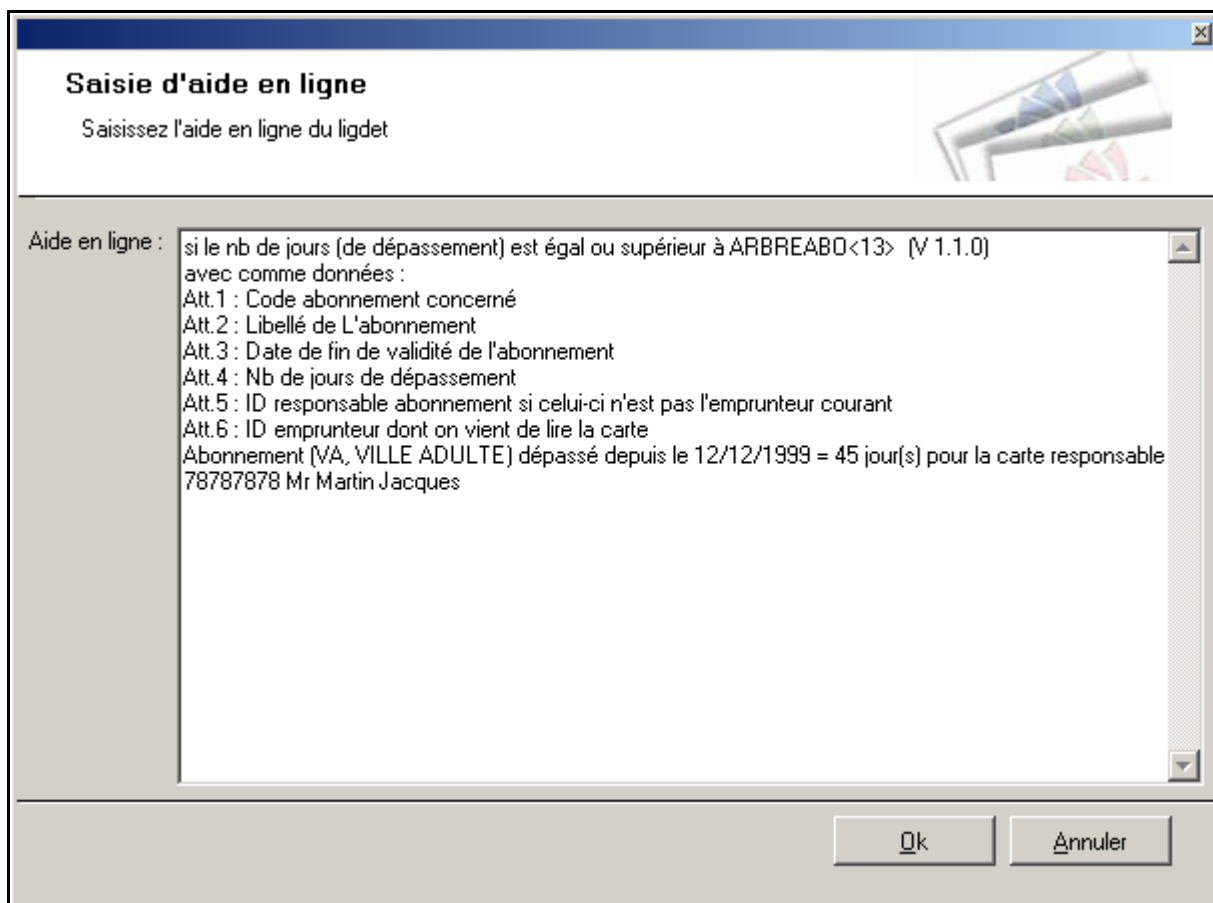 Saisie d'aide en ligne
Saisissez l'aide en ligne du ligdet
Aide en ligne :
si le nb de jours (de dépassement) est égal ou supérieur à ARBREABO<13>  (V 1.1.0)
avec comme données :
Att.1 : Code abonnement concerné
Att.2 : Libellé de L'abonnement
Att.3 : Date de fin de validité de l'abonnement
Att.4 : Nb de jours de dépassement
Att.5 : ID responsable abonnement si celui-ci n'est pas l'emprunteur courant
Att.6 : ID emprunteur dont on vient de lire la carte
Abonnement (VA, VILLE ADULTE) dépassé depuis le 12/12/1999 = 45 jour(s) pour la carte responsable
78787878 Mr Martin Jacques
Ok
Annuler